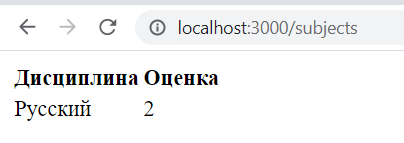 localhost:3000/subjects
Дисциплина Оценка
Русский 2